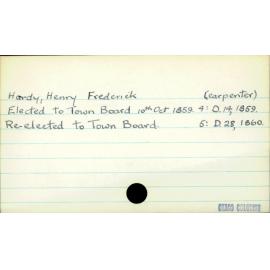 Hardy, Henry Frederick (carpenter)
Elected to Town Board 10th Oct 1859. 4: D.14, 1859.
Re-elected to Town Board. 5: D.28, 1860.